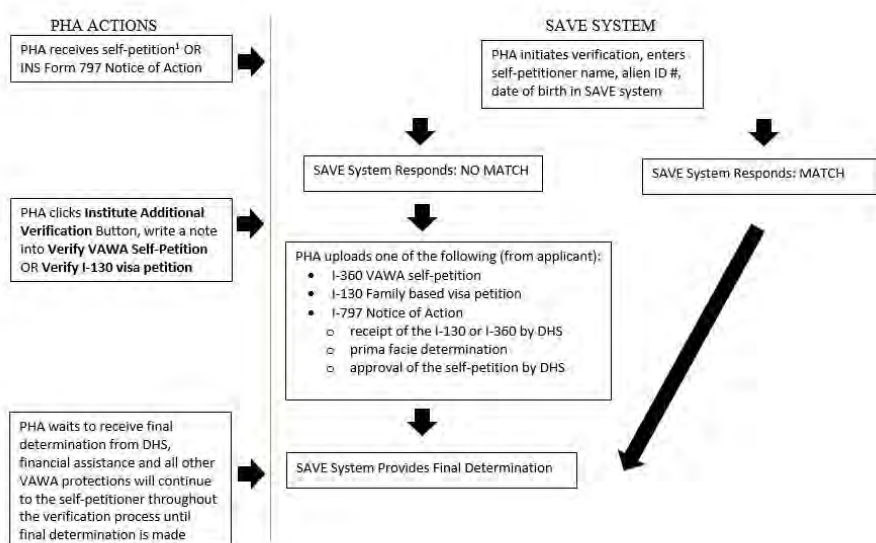 PHA ACTIONS
SAVE SYSTEM
PHA receives self-petition¹ OR
INS Form 797 Notice of Action
PHA initiates verification, enters
self-petitioner name, alien ID #,
date of birth in SAVE system
SAVE System Responds: NO MATCH
SAVE System Responds: MATCH
PHA clicks Institute Additional
Verification Button, write a note
into Verify VAWA Self-Petition
OR Verify I-130 visa petition
PHA uploads one of the following (from applicant):
• I-360 VAWA self-petition
• I-130 Family based visa petition
• I-797 Notice of Action
o receipt of the I-130 or I-360 by DHS
o prima facie determination
o approval of the self-petition by DHS
PHA waits to receive final
determination from DHS,
financial assistance and all other
VAWA protections will continue
to the self-petitioner throughout
the verification process until
final determination is made
SAVE System Provides Final Determination